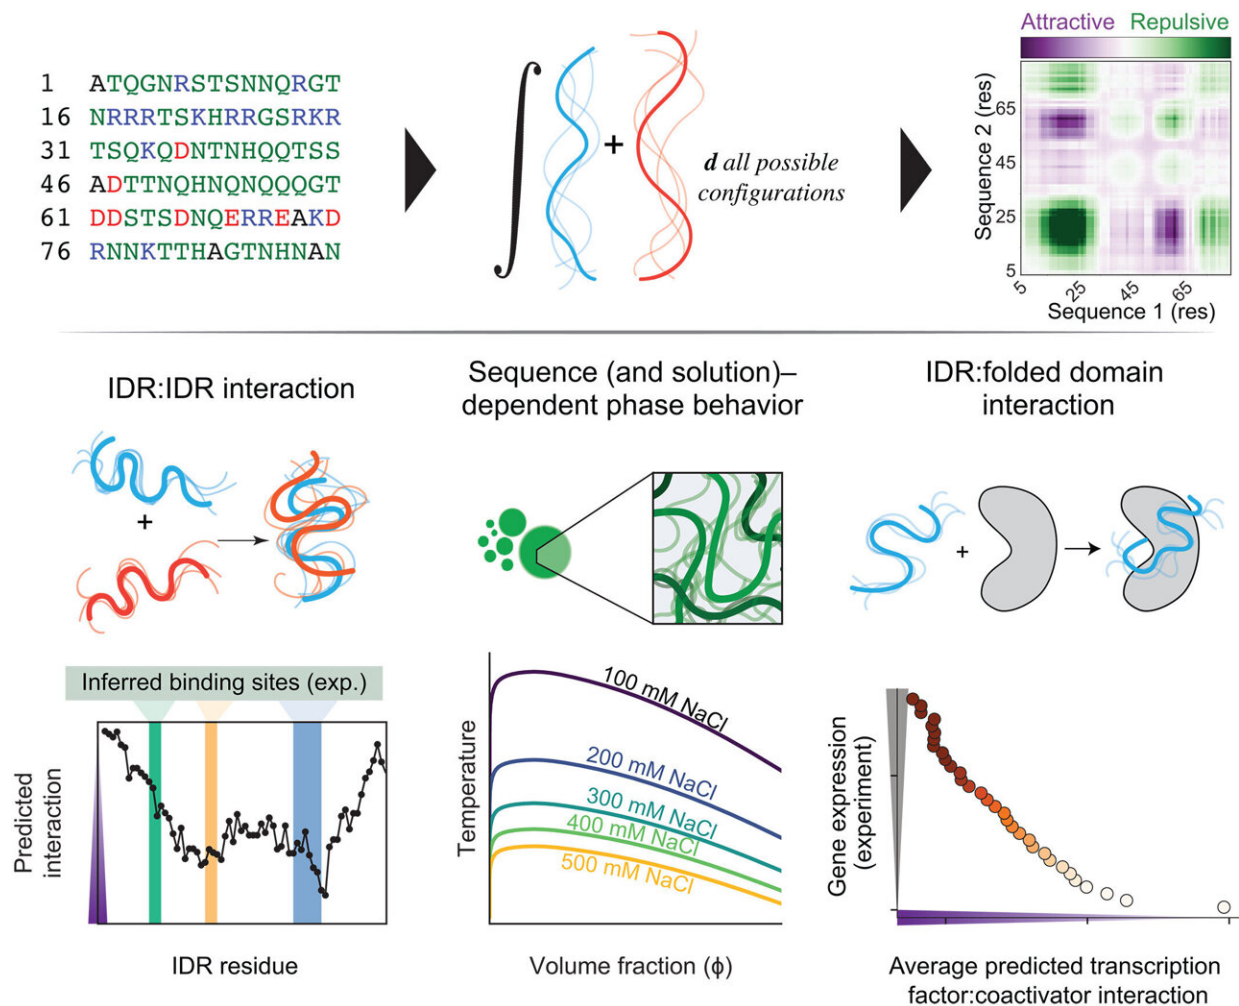 1 ATQGNRSTSNNQRGT
16 NRRRTSKHRRGSRKR
31 TSQKQDNTNHQQTSS
46 ADTTNQHNQNQQQGT
61 DDSTSDNQERREAKD
76 RNNKTTHAGTNHNAN
∫
+
d all possible
configurations
Attractive Repulsive
Sequence 2 (res)
65
45
25
5
5 25 45 65
Sequence 1 (res)
IDR:IDR interaction
+
Inferred binding sites (exp.)
Predicted
interaction
IDR residue
Sequence (and solution)–
dependent phase behavior
Temperature
100 mM NaCl
200 mM NaCl
300 mM NaCl
400 mM NaCl
500 mM NaCl
Volume fraction (ϕ)
IDR:folded domain
interaction
+
Gene expression
(experiment)
Average predicted transcription
factor:coactivator interaction